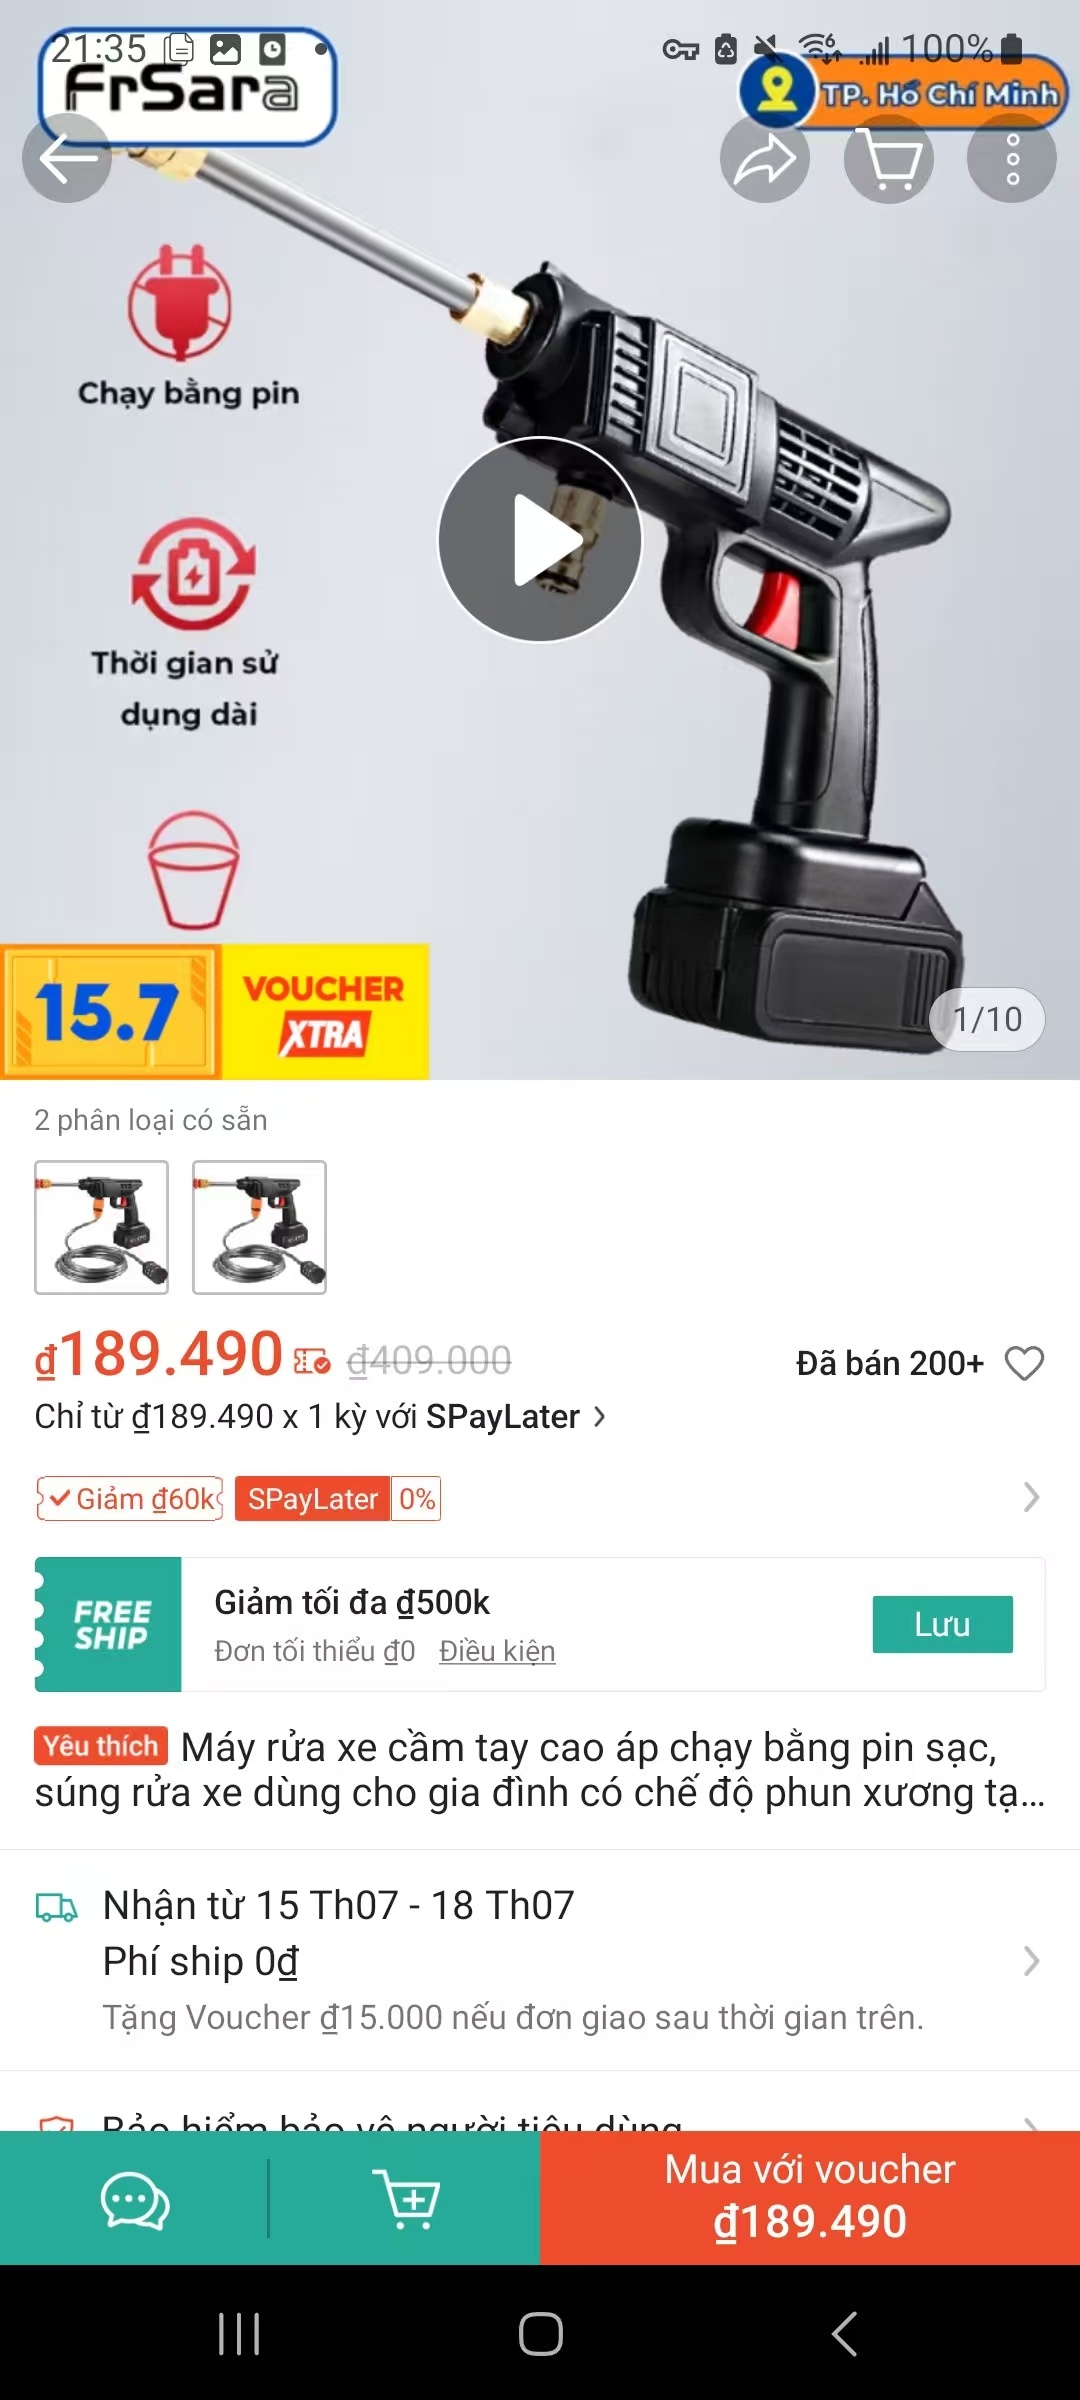 21:35
100%
FrSara
TP. Hồ Chí Minh
Chạy bằng pin
Thời gian sử
dụng dài
15.7
VOUCHER
XTRA
1/10
2 phân loại có sẵn
₫189.490 ₫409.000
Đã bán 200+
Chỉ từ ₫189.490 x 1 kỳ với SPayLater
Giảm ₫60k
SPayLater 0%
FREE
SHIP
Giảm tối đa ₫500k
Đơn tối thiểu ₫0 Điều kiện
Lưu
Yêu thích Máy rửa xe cầm tay cao áp chạy bằng pin sạc,
súng rửa xe dùng cho gia đình có chế độ phun xương tạ...
Nhận từ 15 Th07 - 18 Th07
Phí ship 0₫
Tặng Voucher ₫15.000 nếu đơn giao sau thời gian trên.
Bảo hiểm bảo vệ người tiêu dùng
Mua với voucher
₫189.490